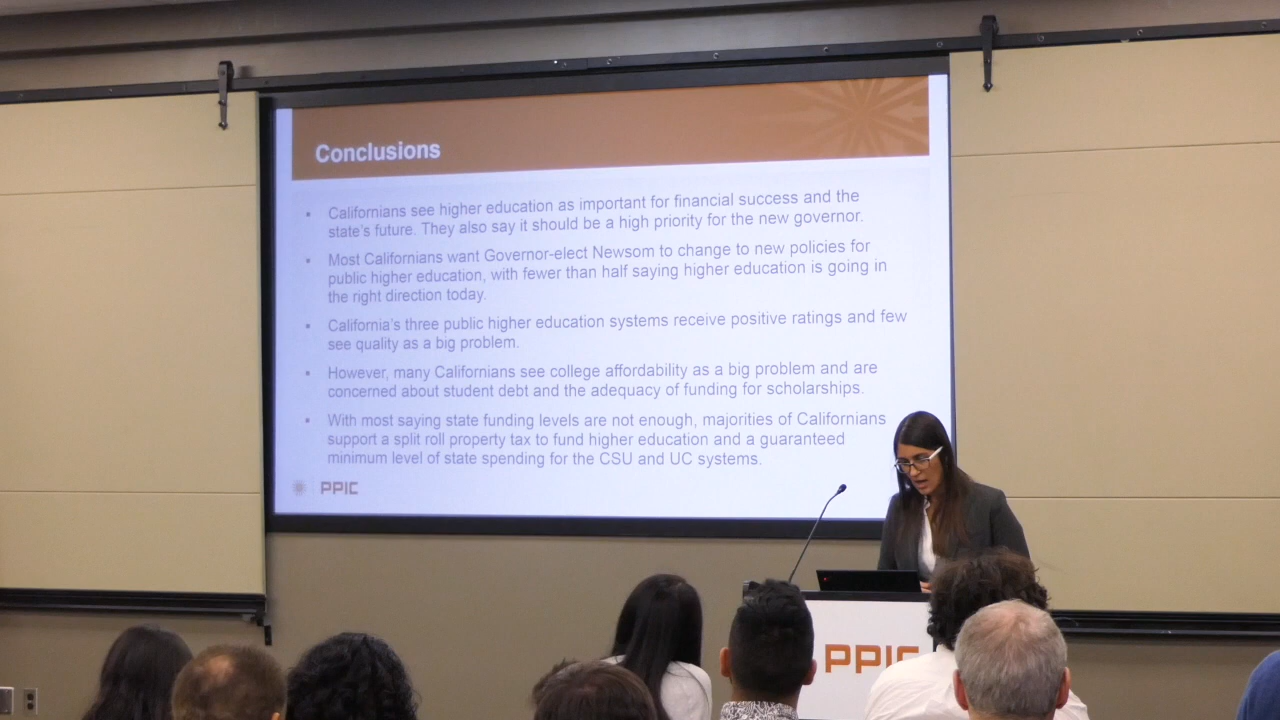 Conclusions
▪ Californians see higher education as important for financial success and the
state's future. They also say it should be a high priority for the new governor.
▪ Most Californians want Governor-elect Newsom to change to new policies for
public higher education, with fewer than half saying higher education is going in
the right direction today.
▪ California's three public higher education systems receive positive ratings and few
see quality as a big problem.
▪ However, many Californians see college affordability as a big problem and are
concerned about student debt and the adequacy of funding for scholarships.
▪ With most saying state funding levels are not enough, majorities of Californians
support a split roll property tax to fund higher education and a guaranteed
minimum level of state spending for the CSU and UC systems.
PPIC
PPIC